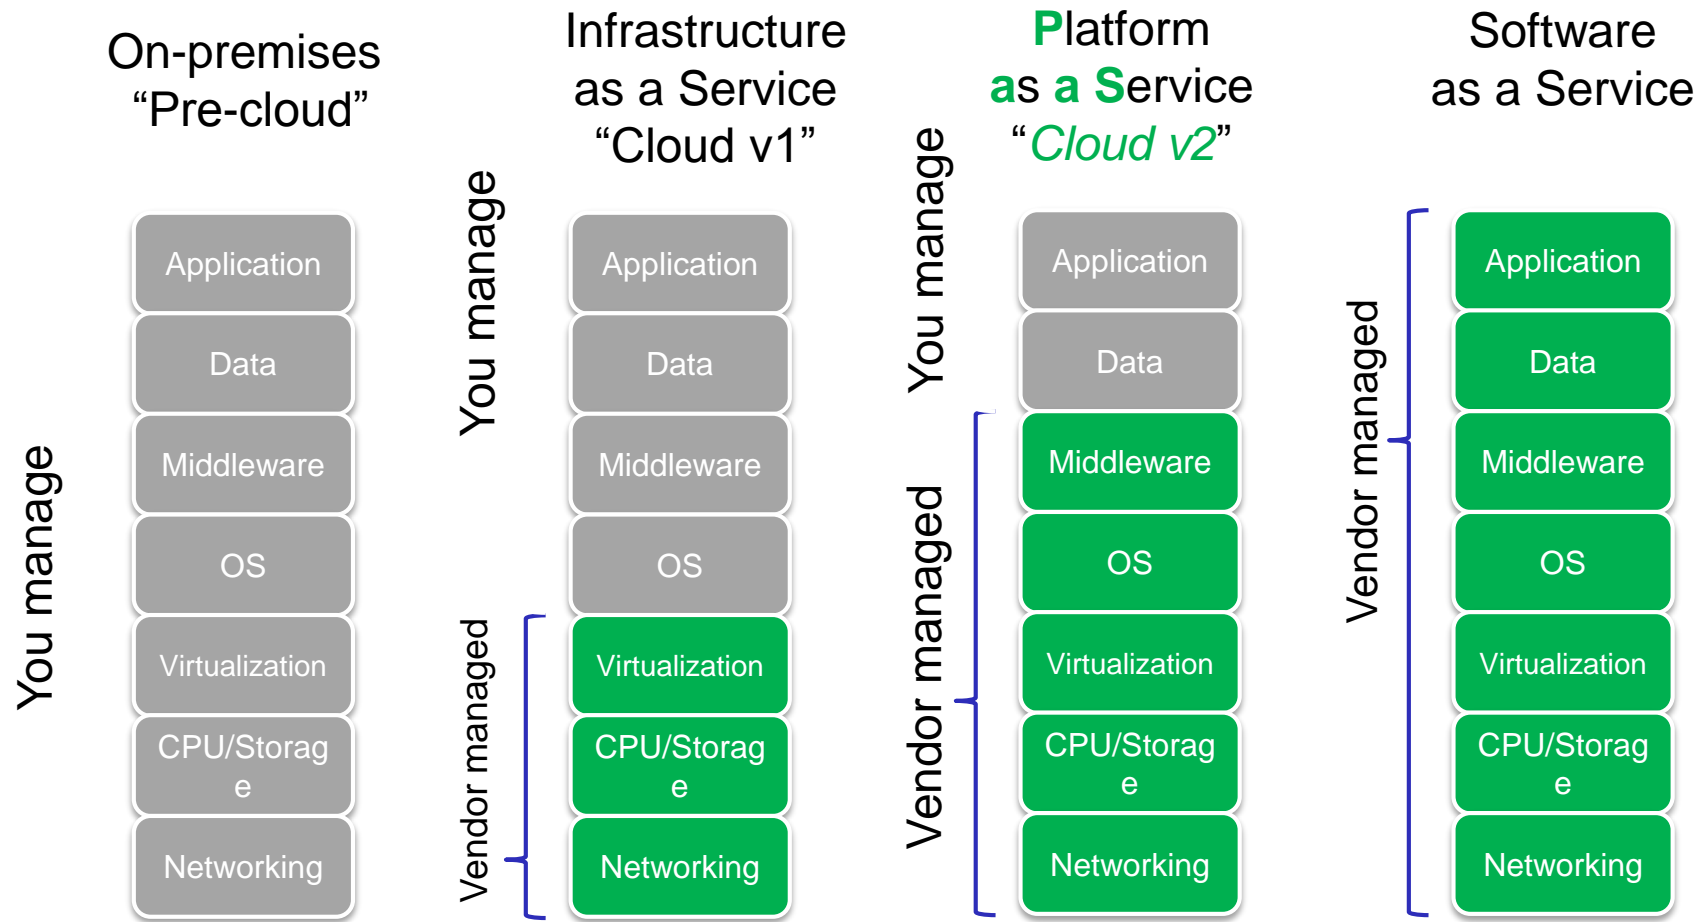 On-premises
“Pre-cloud”
You manage
Application
Data
Middleware
OS
Virtualization
CPU/Storag
e
Networking
Infrastructure
as a Service
“Cloud v1”
You manage
Vendor managed
Application
Data
Middleware
OS
Virtualization
CPU/Storag
e
Networking
Platform
as a Service
“Cloud v2”
You manage
Vendor managed
Application
Data
Middleware
OS
Virtualization
CPU/Storag
e
Networking
Software
as a Service
Vendor managed
Application
Data
Middleware
OS
Virtualization
CPU/Storag
e
Networking